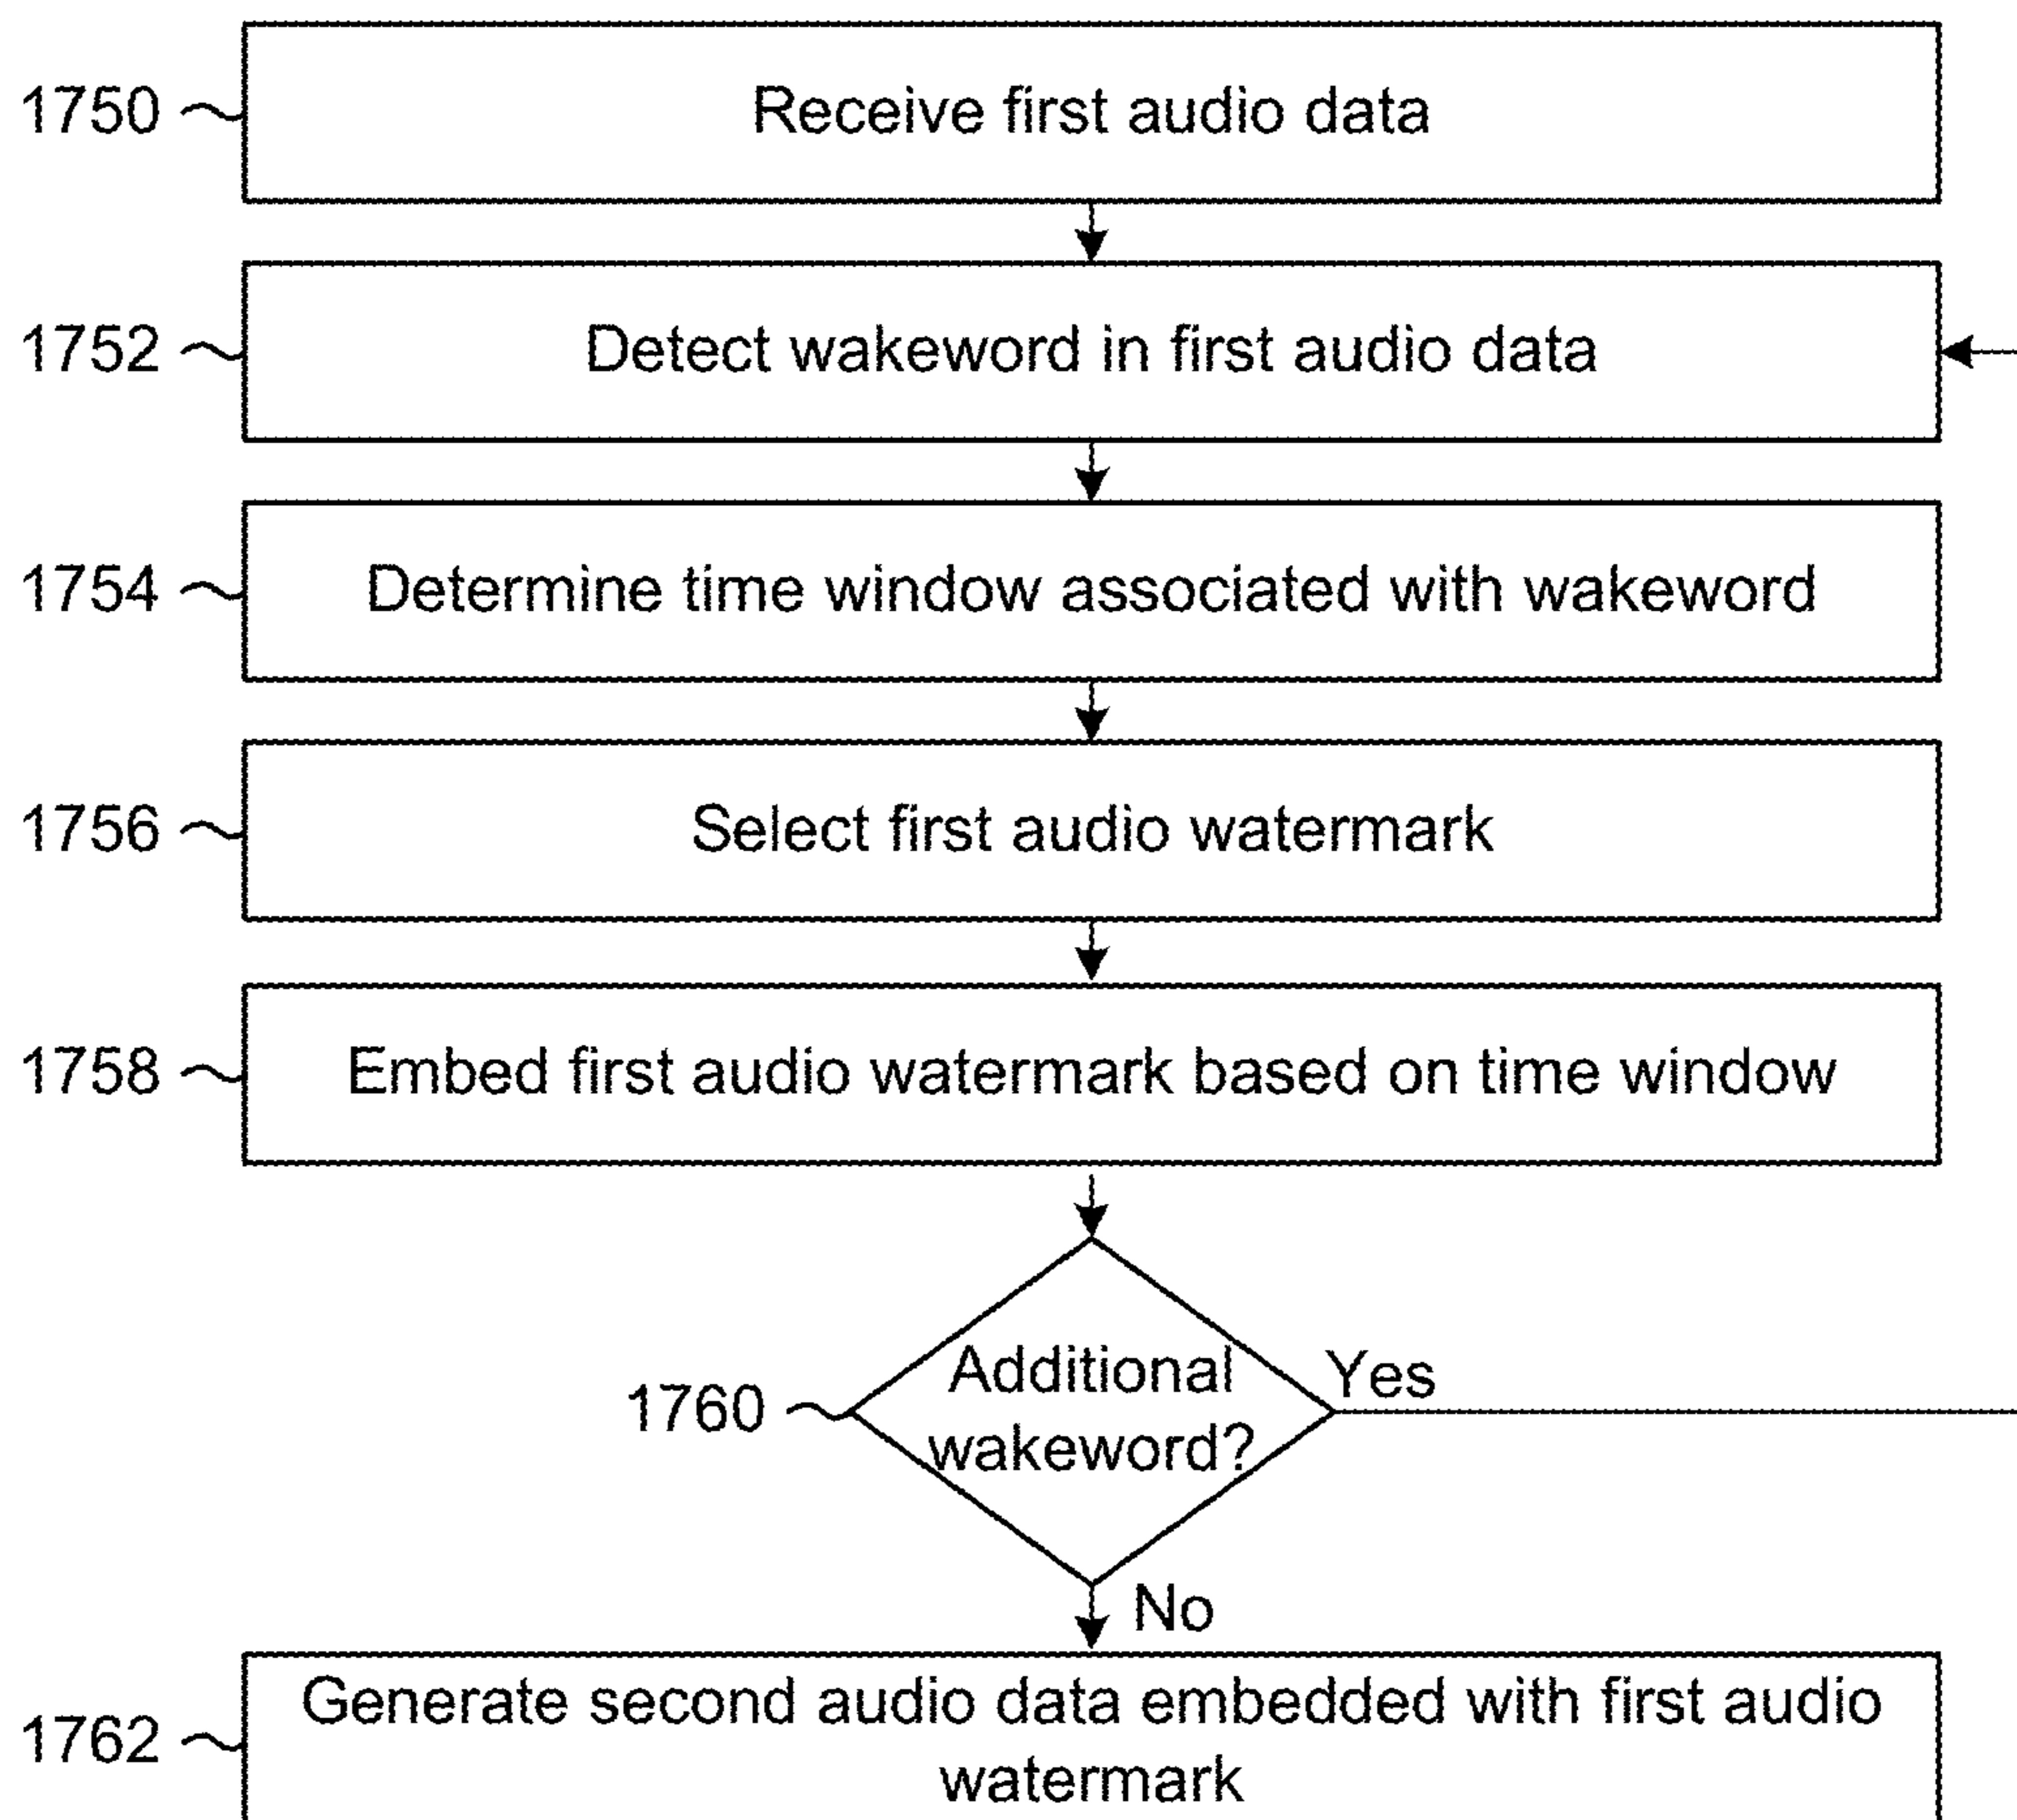 1750
Receive first audio data
1752
Detect wakeword in first audio data
1754
Determine time window associated with wakeword
1756
Select first audio watermark
1758
Embed first audio watermark based on time window
1760
Additional
wakeword?
Yes
No
1762
Generate second audio data embedded with first audio
watermark